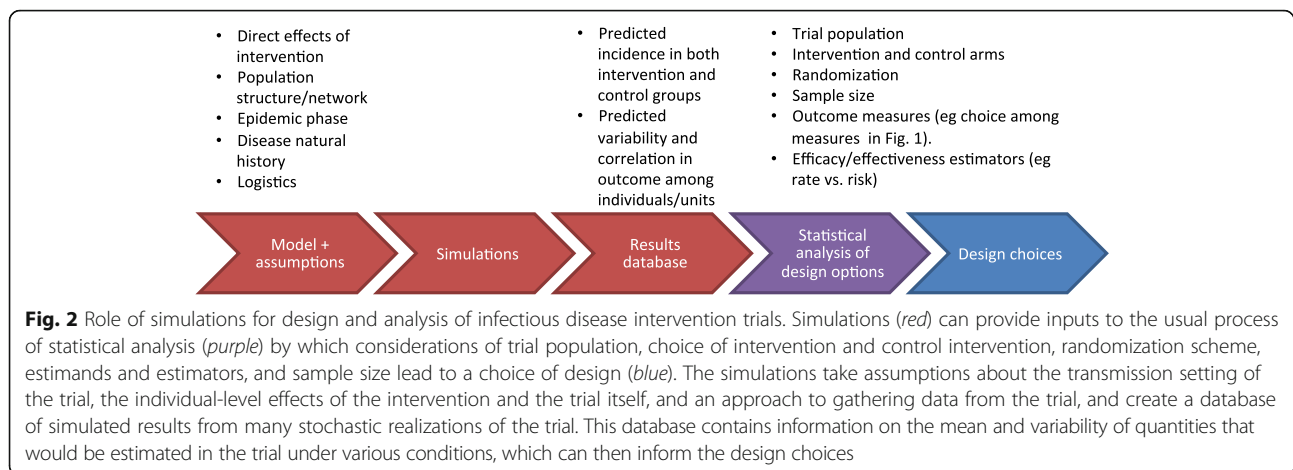 • Direct effects of
intervention
• Population
structure/network
• Epidemic phase
• Disease natural
history
• Logistics
• Predicted
incidence in both
intervention and
control groups
• Predicted
variability and
correlation in
outcome among
individuals/units
• Trial population
• Intervention and control arms
• Randomization
• Sample size
• Outcome measures (eg choice among
measures in Fig. 1).
• Efficacy/effectiveness estimators (eg
rate vs. risk)
Model +
assumptions
Simulations
Results
database
Statistical
analysis of
design options
Design choices
Fig. 2 Role of simulations for design and analysis of infectious disease intervention trials. Simulations (red) can provide inputs to the usual process
of statistical analysis (purple) by which considerations of trial population, choice of intervention and control intervention, randomization scheme,
estimands and estimators, and sample size lead to a choice of design (blue). The simulations take assumptions about the transmission setting of
the trial, the individual-level effects of the intervention and the trial itself, and an approach to gathering data from the trial, and create a database
of simulated results from many stochastic realizations of the trial. This database contains information on the mean and variability of quantities that
would be estimated in the trial under various conditions, which can then inform the design choices